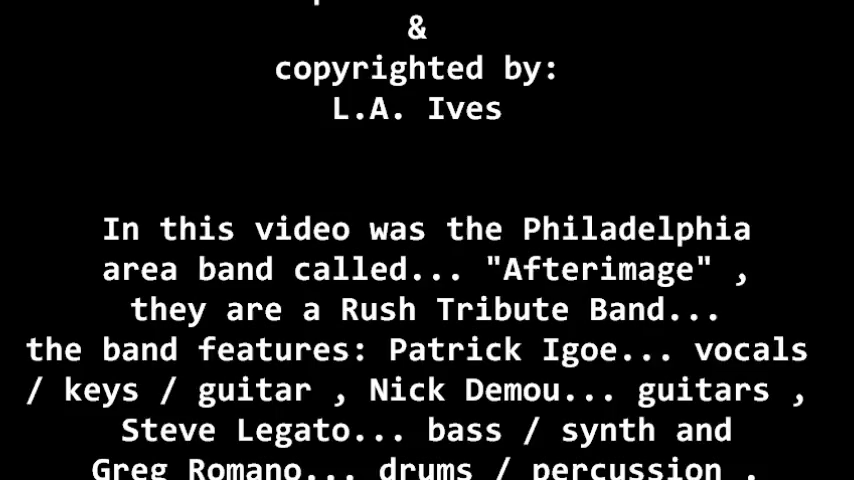 &
copyrighted by:
L.A. Ives
In this video was the Philadelphia
area band called... "Afterimage" ,
they are a Rush Tribute Band...
the band features: Patrick Igoe... vocals
/ keys / guitar , Nick Demou... guitars ,
Steve Legato... bass / synth and
Greg Romano... drums / percussion .